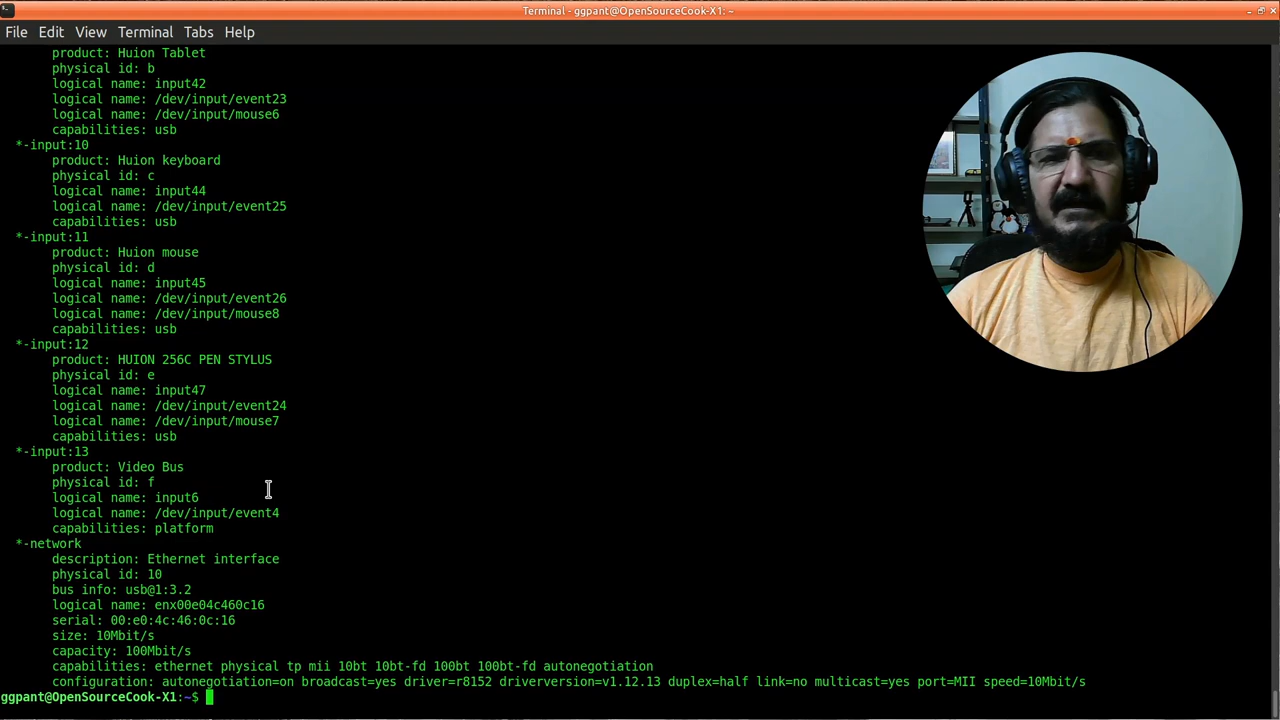 Terminal - ggpant@OpenSourceCook-X1: ~
File Edit View Terminal Tabs Help
product: Huion Tablet
physical id: b
logical name: input42
logical name: /dev/input/event23
logical name: /dev/input/mouse6
capabilities: usb
*-input:10
product: Huion keyboard
physical id: c
logical name: input44
logical name: /dev/input/event25
capabilities: usb
*-input:11
product: Huion mouse
physical id: d
logical name: input45
logical name: /dev/input/event26
logical name: /dev/input/mouse8
capabilities: usb
*-input:12
product: HUION 256C PEN STYLUS
physical id: e
logical name: input47
logical name: /dev/input/event24
logical name: /dev/input/mouse7
capabilities: usb
*-input:13
product: Video Bus
physical id: f
logical name: input6
logical name: /dev/input/event4
capabilities: platform
*-network
description: Ethernet interface
physical id: 10
bus info: usb@1:3.2
logical name: enx00e04c460c16
serial: 00:e0:4c:46:0c:16
size: 10Mbit/s
capacity: 100Mbit/s
capabilities: ethernet physical tp mii 10bt 10bt-fd 100bt 100bt-fd autonegotiation
configuration: autonegotiation=on broadcast=yes driver=r8152 driverversion=v1.12.13 duplex=half link=no multicast=yes port=MII speed=10Mbit/s
ggpant@OpenSourceCook-X1:~$